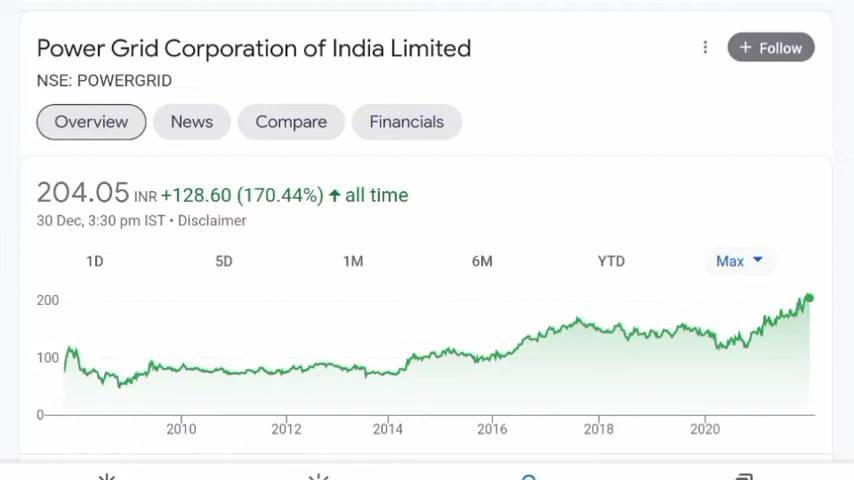 Power Grid Corporation of India Limited
+ Follow
NSE: POWERGRID
Overview News Compare Financials
204.05 INR +128.60 (170.44%) ↑ all time
30 Dec, 3:30 pm IST • Disclaimer
1D 5D 1M 6M YTD Max
200
100
0
2010 2012 2014 2016 2018 2020